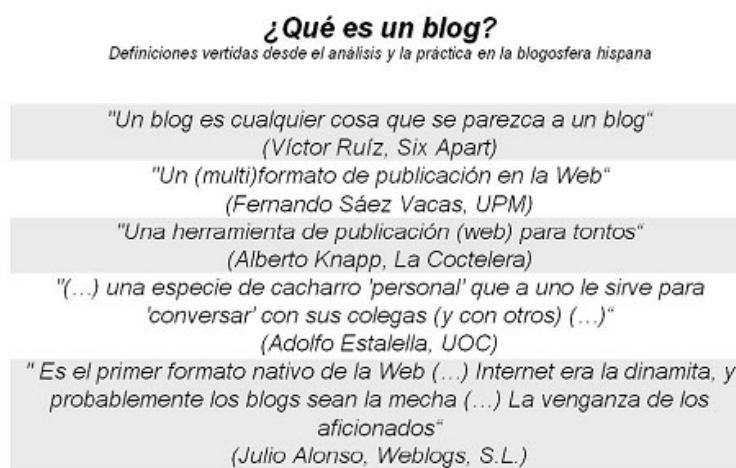 ¿Qué es un blog?
Definiciones vertidas desde el análisis y la práctica en la blogosfera hispana
"Un blog es cualquier cosa que se parezca a un blog“
(Víctor Ruíz, Six Apart)
"Un (multi)formato de publicación en la Web“
(Fernando Sáez Vacas, UPM)
"Una herramienta de publicación (web) para tontos“
(Alberto Knapp, La Coctelera)
"(…) una especie de cacharro 'personal' que a uno le sirve para
'conversar' con sus colegas (y con otros) (…)“
(Adolfo Estalella, UOC)
" Es el primer formato nativo de la Web (…) Internet era la dinamita, y
probablemente los blogs sean la mecha (…) La venganza de los
aficionados“
(Julio Alonso, Weblogs, S.L.)